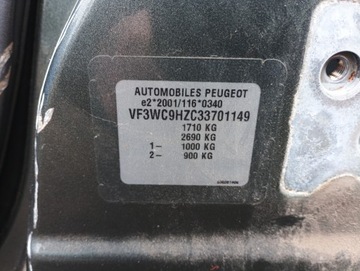 AUTOMOBILES PEUGEOT
e2*2001/116*0340
VF3WC9HZC33701149
1710 KG
2690 KG
1- 1000 KG
2- 900 KG